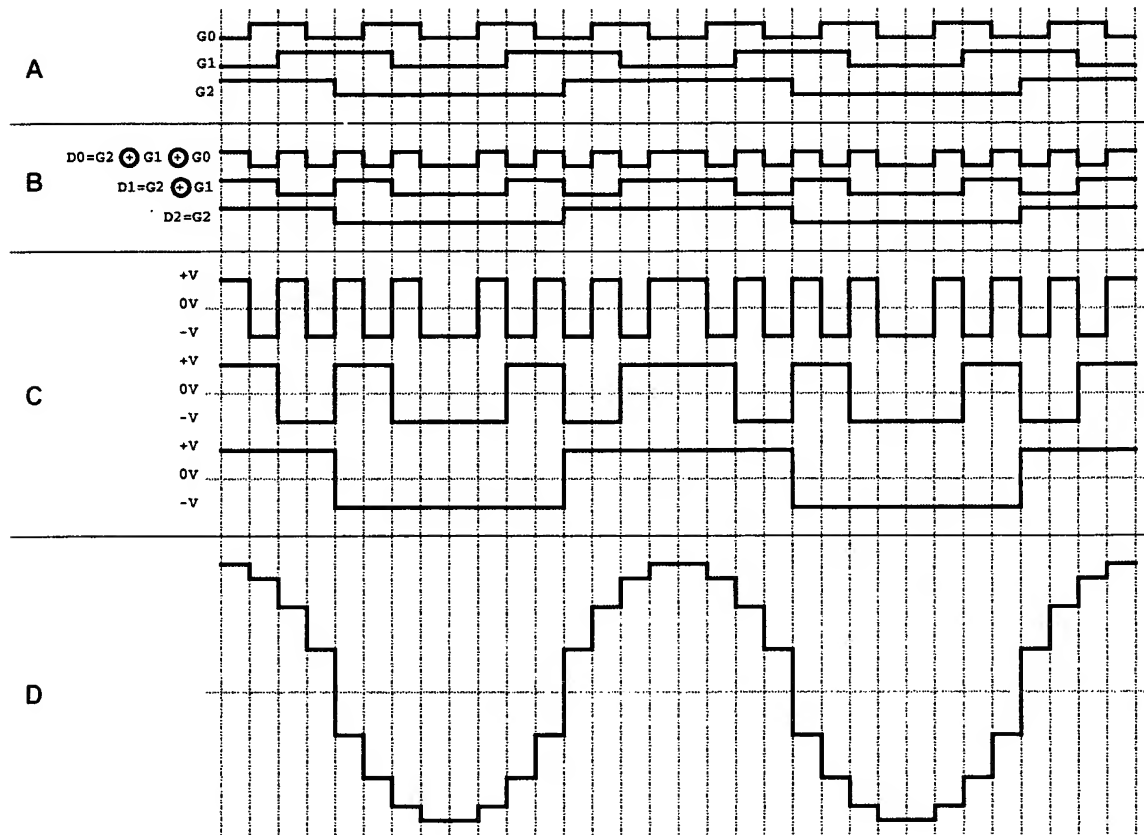 G0
A
G1
G2
D0=G2 ⊕ G1 ⊕ G0
B
D1=G2 ⊕ G1
D2=G2
+V
0V
-V
+V
C
0V
-V
+V
0V
-V
D